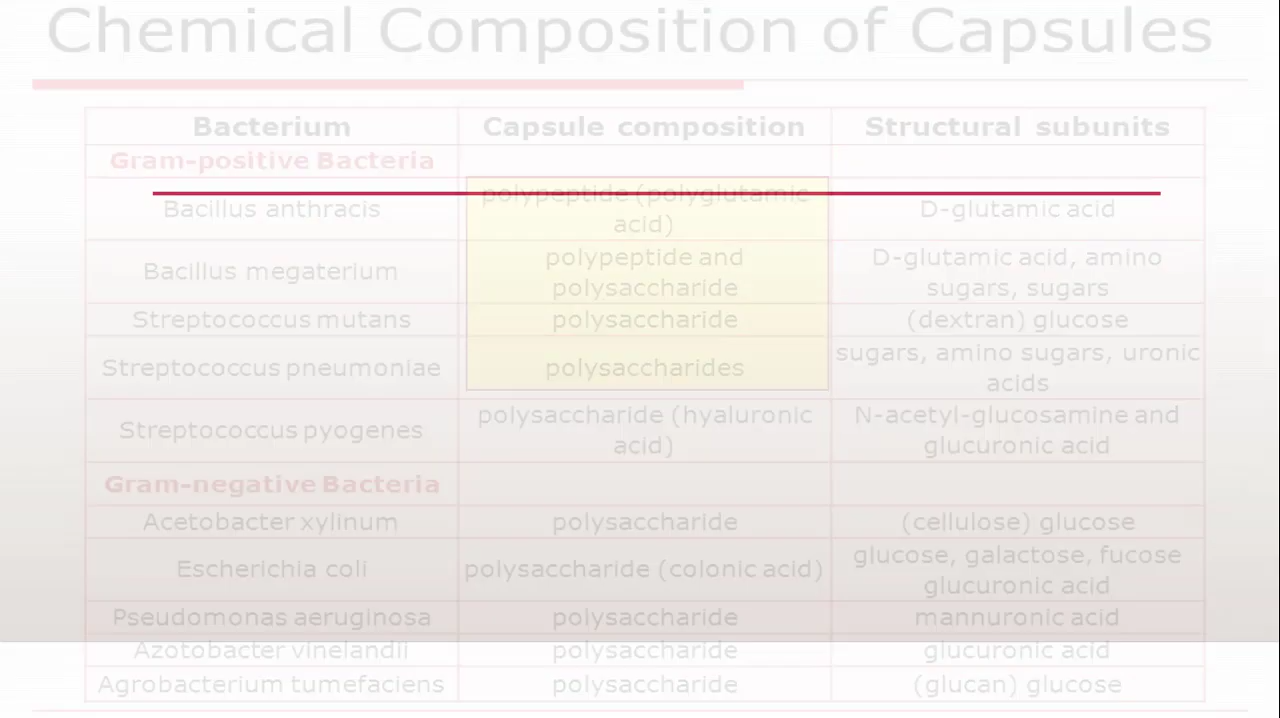 Chemical Composition of Capsules
Bacterium Capsule composition Structural subunits
Gram-positive Bacteria
Bacillus anthracis polypeptide (polyglutamic acid) D-glutamic acid
Bacillus megaterium polypeptide and polysaccharide D-glutamic acid, amino sugars, sugars
Streptococcus mutans polysaccharide (dextran) glucose
Streptococcus pneumoniae polysaccharides sugars, amino sugars, uronic acids
Streptococcus pyogenes polysaccharide (hyaluronic acid) N-acetyl-glucosamine and glucuronic acid
Gram-negative Bacteria
Acetobacter xylinum polysaccharide (cellulose) glucose
Escherichia coli polysaccharide (colonic acid) glucose, galactose, fucose glucuronic acid
Pseudomonas aeruginosa polysaccharide mannuronic acid
Azotobacter vinelandii polysaccharide glucuronic acid
Agrobacterium tumefaciens polysaccharide (glucan) glucose